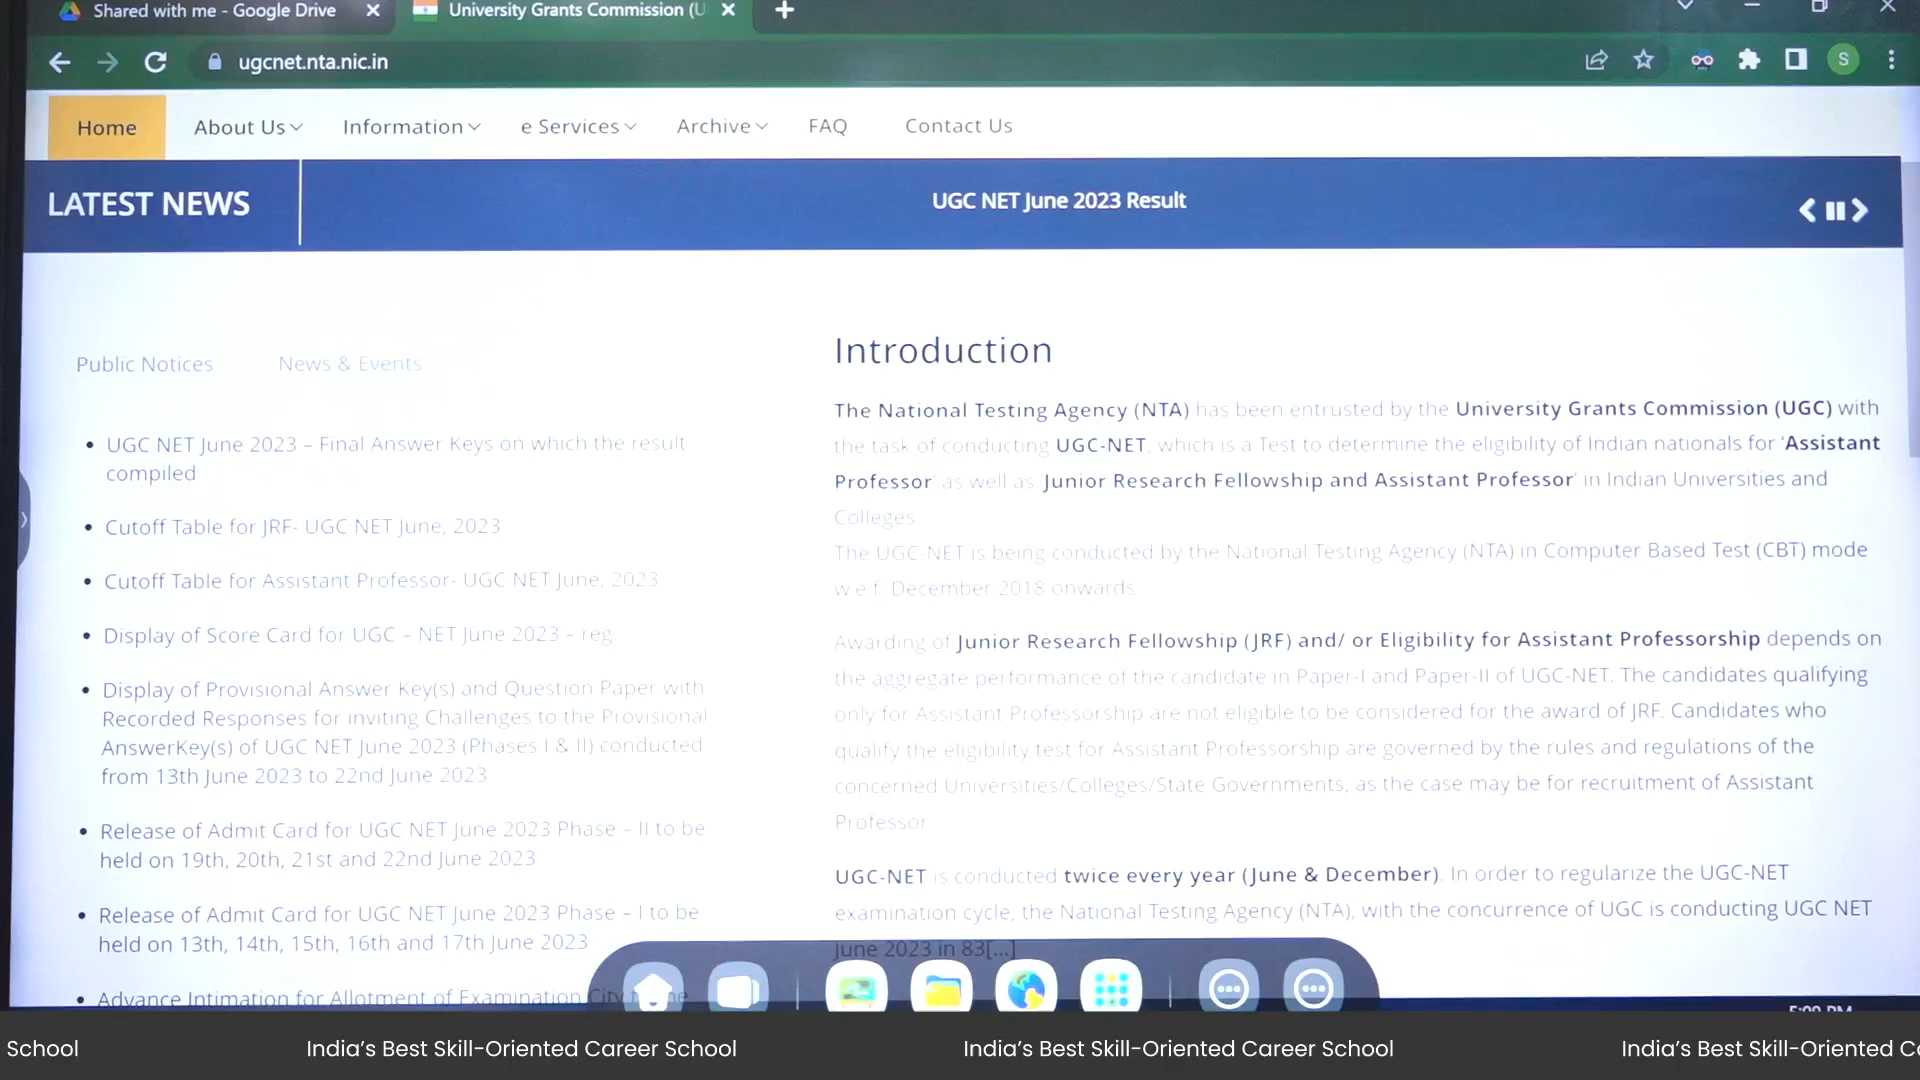 Shared with me - Google Drive
University Grants Commission (U
ugcnet.nta.nic.in
S
Home
About Us
Information
e Services
Archive
FAQ
Contact Us
LATEST NEWS
UGC NET June 2023 Result
Public Notices
News & Events
UGC NET June 2023 – Final Answer Keys on which the result
compiled
Cutoff Table for JRF- UGC NET June, 2023
Cutoff Table for Assistant Professor- UGC NET June, 2023
Display of Score Card for UGC – NET June 2023 – reg.
Display of Provisional Answer Key(s) and Question Paper with
Recorded Responses for inviting Challenges to the Provisional
AnswerKey(s) of UGC NET June 2023 (Phases I & II) conducted
from 13th June 2023 to 22nd June 2023
Release of Admit Card for UGC NET June 2023 Phase – II to be
held on 19th, 20th, 21st and 22nd June 2023
Release of Admit Card for UGC NET June 2023 Phase – I to be
held on 13th, 14th, 15th, 16th and 17th June 2023
Advance Intimation for Allotment of Examination City
Introduction
The National Testing Agency (NTA) has been entrusted by the University Grants Commission (UGC) with
the task of conducting UGC-NET, which is a Test to determine the eligibility of Indian nationals for ‘Assistant
Professor’ as well as ‘Junior Research Fellowship and Assistant Professor’ in Indian Universities and
Colleges
The UGC-NET is being conducted by the National Testing Agency (NTA) in Computer Based Test (CBT) mode
w.e.f. December 2018 onwards
Awarding of Junior Research Fellowship (JRF) and/ or Eligibility for Assistant Professorship depends on
the aggregate performance of the candidate in Paper-I and Paper-II of UGC-NET. The candidates qualifying
only for Assistant Professorship are not eligible to be considered for the award of JRF. Candidates who
qualify the eligibility test for Assistant Professorship are governed by the rules and regulations of the
concerned Universities/Colleges/State Governments, as the case may be for recruitment of Assistant
Professor
UGC-NET is conducted twice every year (June & December). In order to regularize the UGC-NET
examination cycle, the National Testing Agency (NTA), with the concurrence of UGC is conducting UGC NET
June 2023 in 83[...]
5:00 PM
School
India’s Best Skill-Oriented Career School
India’s Best Skill-Oriented Career School
India’s Best Skill-Oriented C